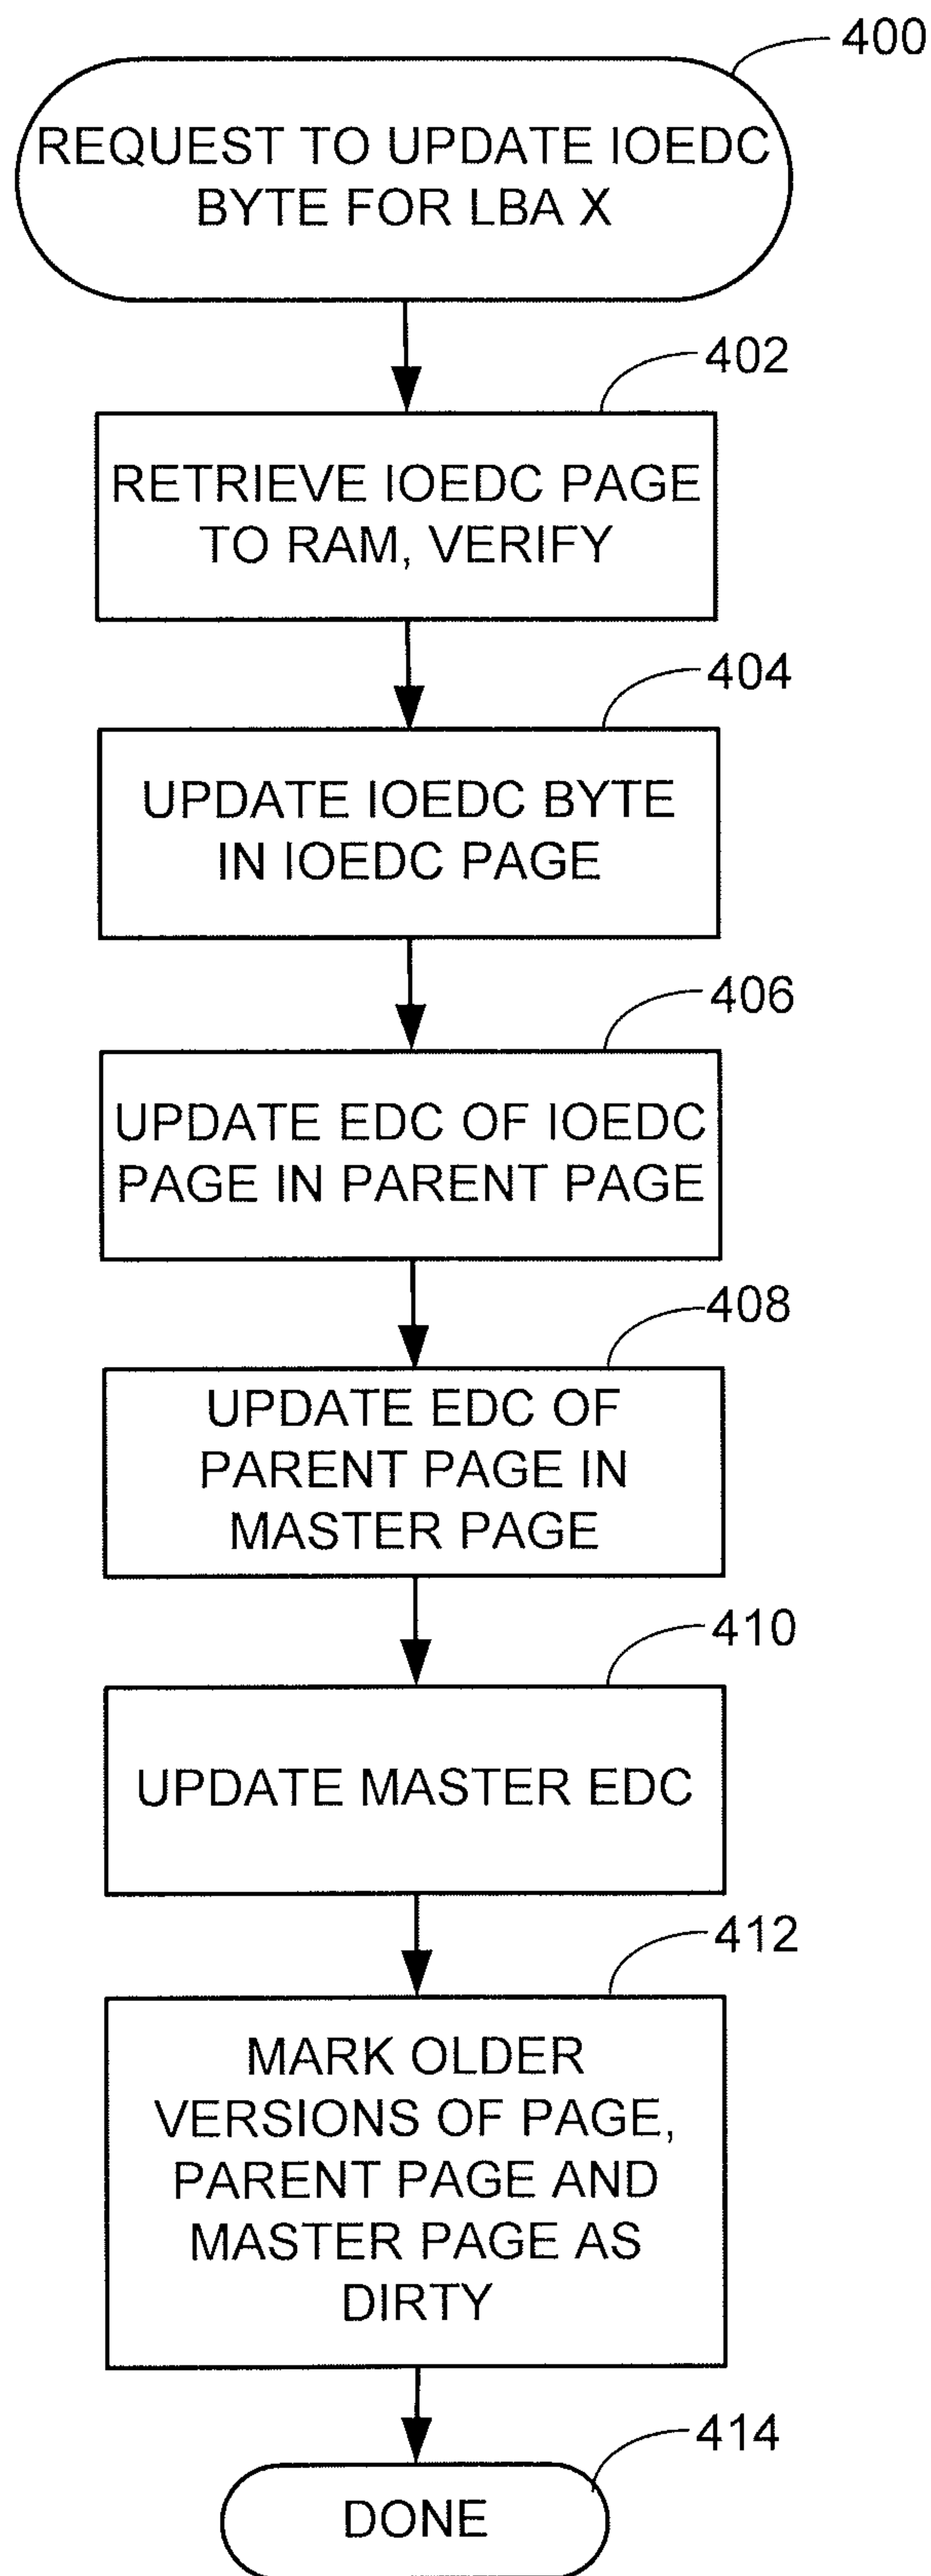 400
REQUEST TO UPDATE IOEDC
BYTE FOR LBA X
402
RETRIEVE IOEDC PAGE
TO RAM, VERIFY
404
UPDATE IOEDC BYTE
IN IOEDC PAGE
406
UPDATE EDC OF IOEDC
PAGE IN PARENT PAGE
408
UPDATE EDC OF
PARENT PAGE IN
MASTER PAGE
410
UPDATE MASTER EDC
412
MARK OLDER
VERSIONS OF PAGE,
PARENT PAGE AND
MASTER PAGE AS
DIRTY
414
DONE